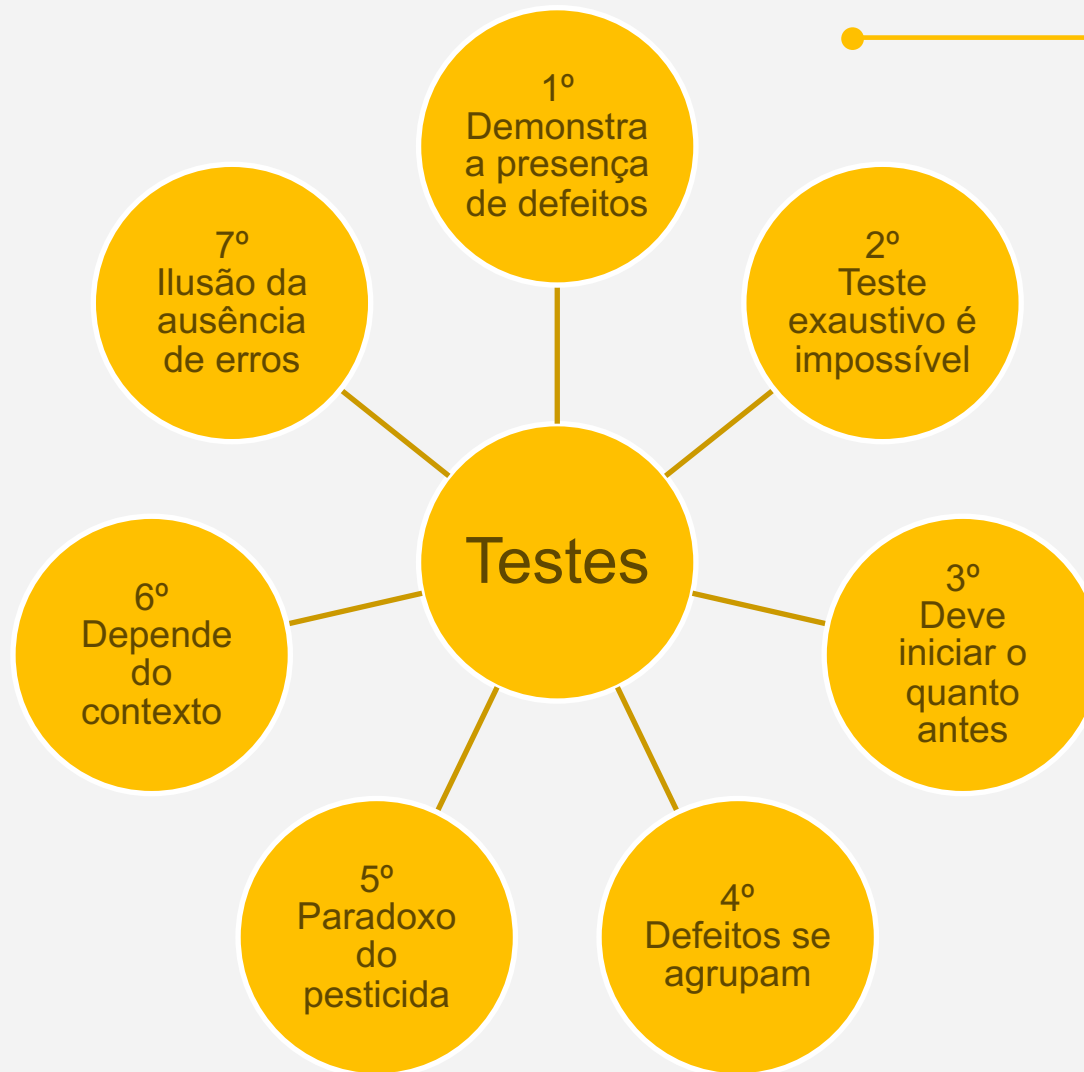 1º
Demonstra
a presença
de defeitos
2º
Teste
exaustivo é
impossível
3º
Deve
iniciar o
quanto
antes
4º
Defeitos se
agrupam
5º
Paradoxo
do
pesticida
6º
Depende
do
contexto
7º
Ilusão da
ausência
de erros
Testes